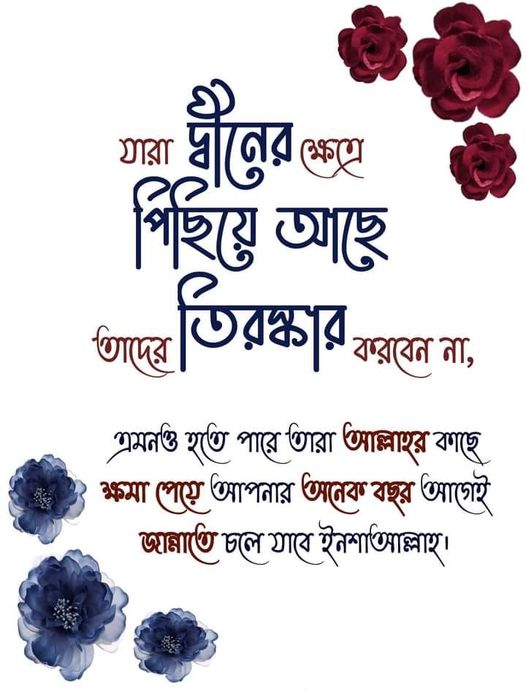 যারা দ্বীনের ক্ষেত্রে
পিছিয়ে আছে
তাদের তিরস্কার করবেন না,
এমনও হতে পারে তারা আল্লাহর কাছে
ক্ষমা পেয়ে আপনার অনেক বছর আগেই
জান্নাতে চলে যাবে ইনশাআল্লাহ।